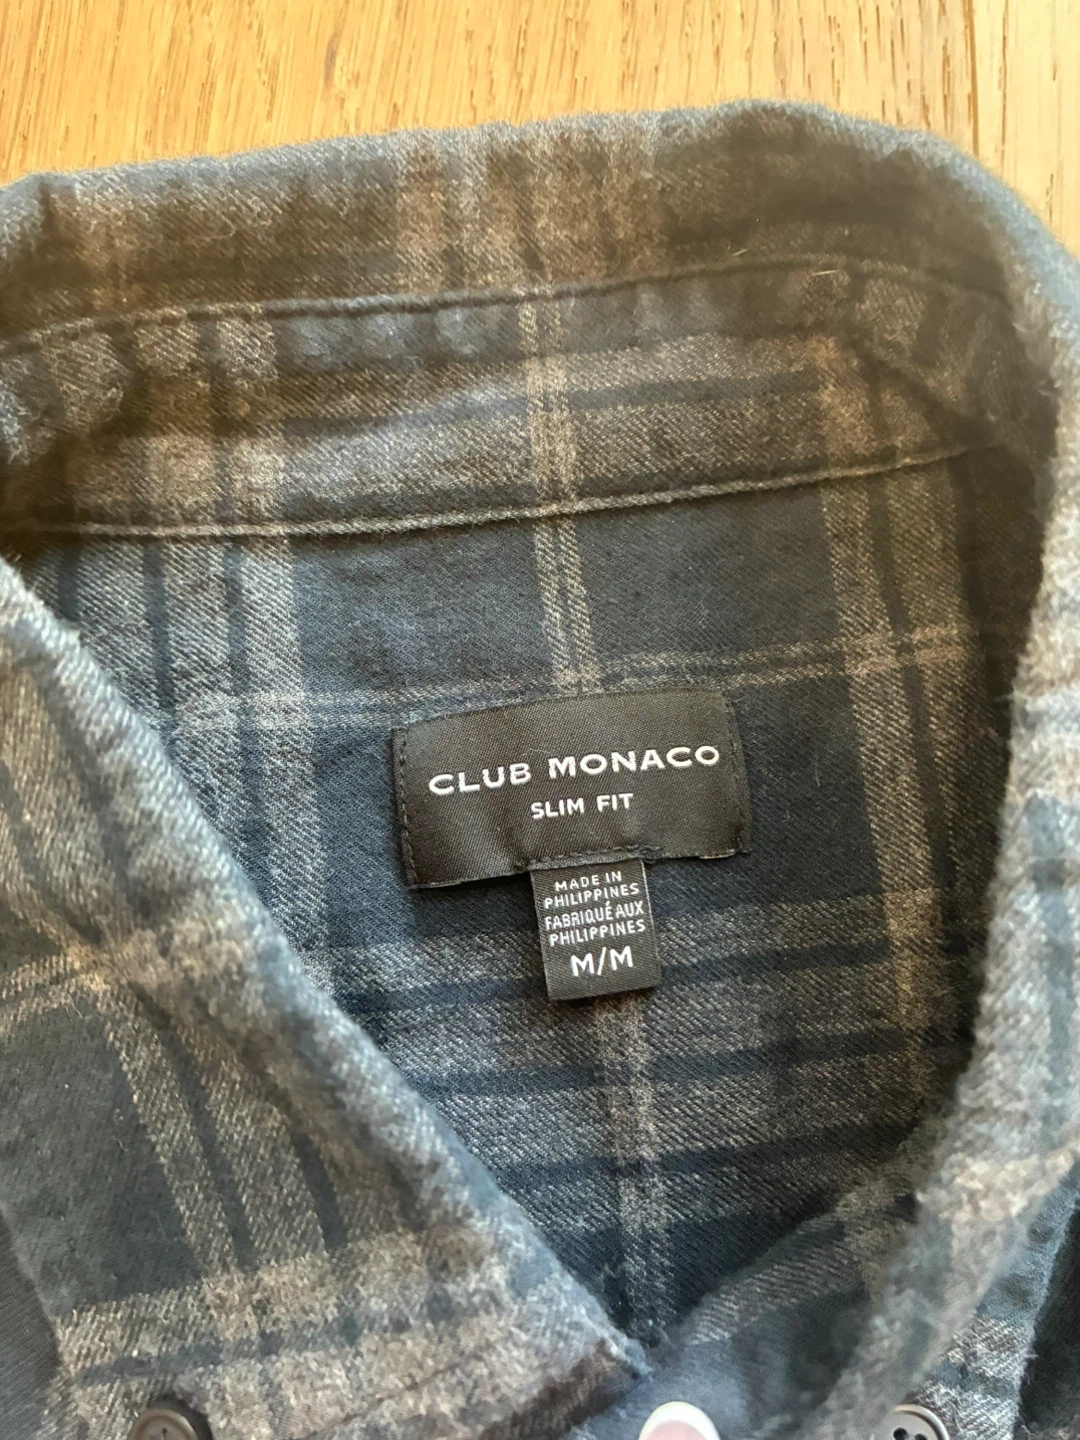 CLUB MONACO
SLIM FIT
MADE IN
PHILIPPINES
FABRIQUÉ AUX
PHILIPPINES
M/M